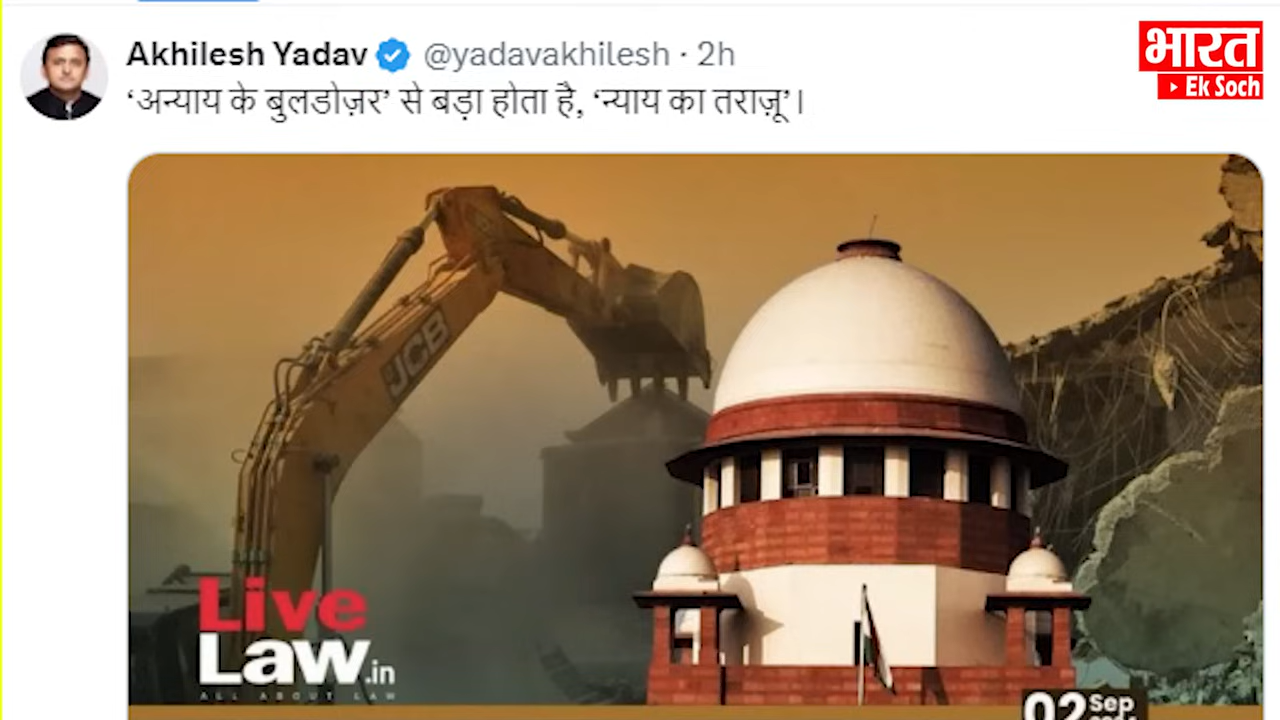 Akhilesh Yadav @yadavakhilesh · 2h
भारत
Ek Soch
‘अन्याय के बुलडोज़र’ से बड़ा होता है, ‘न्याय का तराज़ू’।
JCB
Live
Law.in
ALL ABOUT LAW
02 Sep